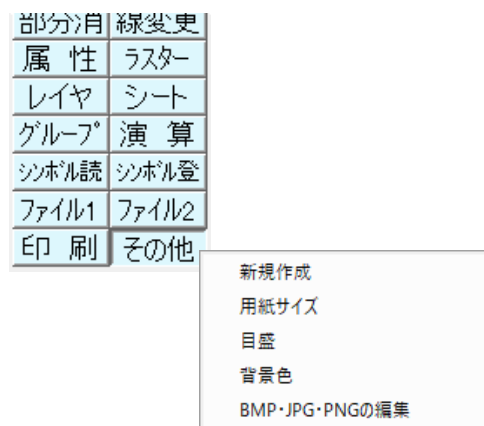 部分消 線変更
属 性 ラスター
レイヤ シート
グループ 演 算
シンボル読 シンボル登
ファイル1 ファイル2
印 刷 その他
新規作成
用紙サイズ
目盛
背景色
BMP・JPG・PNGの編集